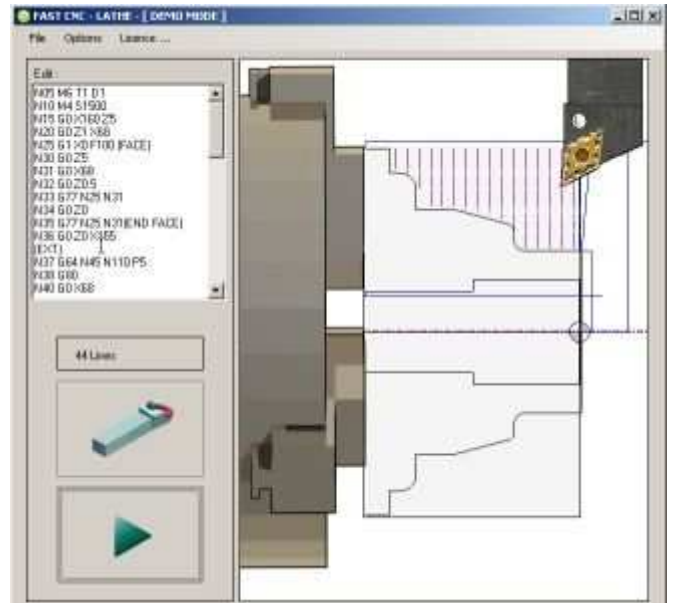 FAST CNC - LATHE - [ DEMO MODE ]
File Options Licence ...
Edit :
N05 M6 T1 D1
N10 M4 S1500
N15 G0 X160 Z5
N20 G0 Z1 X68
N25 G1 X0 F100 (FACE)
N30 G0 Z5
N31 G0 X68
N32 G0 Z0.5
N33 G77 N25 N31
N34 G0 Z0
N35 G77 N25 N31(END FACE)
N36 G0 Z0
(EXT)
N37 G64 N45 N110 P5
N38 G80
N40 G0 X68
44 Lines